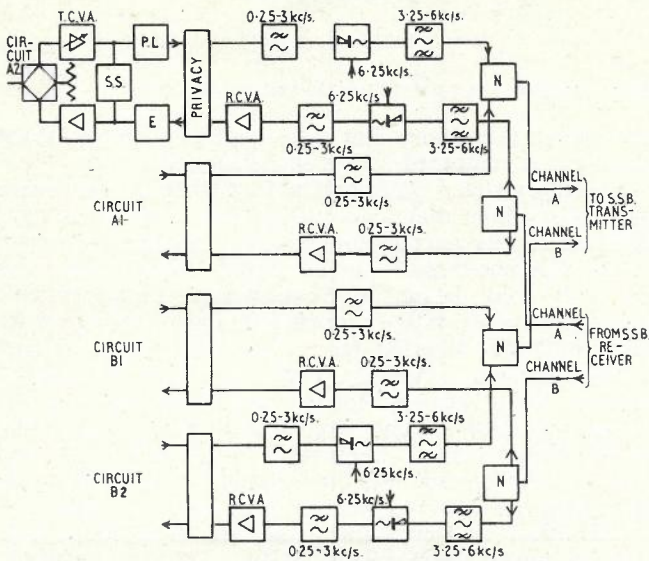 CIR-
CUIT
A2
T.C.V.A.
P.L
S.S.
E
PRIVACY
0.25-3kc/s.
3.25-6kc/s.
6.25kc/s.
N
R.C.V.A.
6.25kc/s.
0.25-3kc/s.
3.25-6kc/s.
CIRCUIT
A1
0.25-3kc/s.
R.C.V.A.
0.25-3kc/s.
N
CHANNEL
A
TO S.S.B.
TRANS-
MITTER
CHANNEL
B
CIRCUIT
B1
0.25-3kc/s.
R.C.V.A.
0.25-3kc/s.
N
CHANNEL
A
FROM S.S.B.
RE-
CEIVER
CHANNEL
B
CIRCUIT
B2
0.25-3kc/s.
3.25-6kc/s.
6.25kc/s.
N
R.C.V.A.
6.25kc/s.
0.25-3kc/s.
3.25-6kc/s.